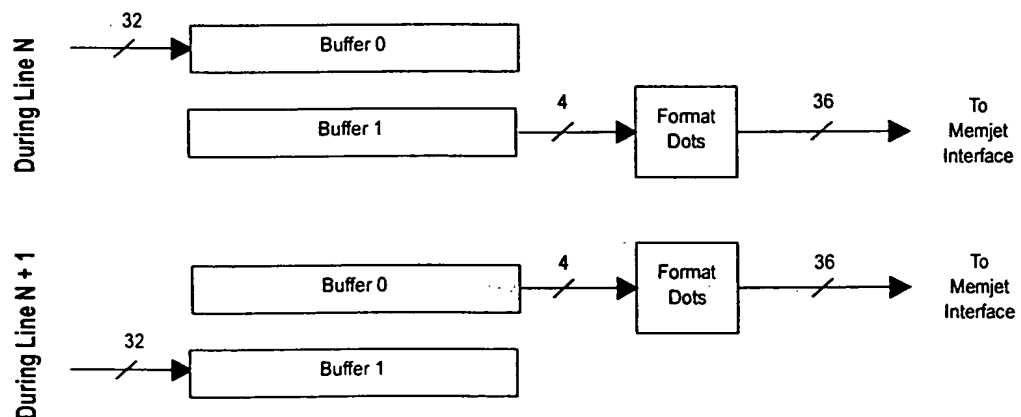 During Line N
32
Buffer 0
Buffer 1
4
Format
Dots
36
To
Memjet
Interface
During Line N + 1
Buffer 0
4
Format
Dots
36
To
Memjet
Interface
32
Buffer 1